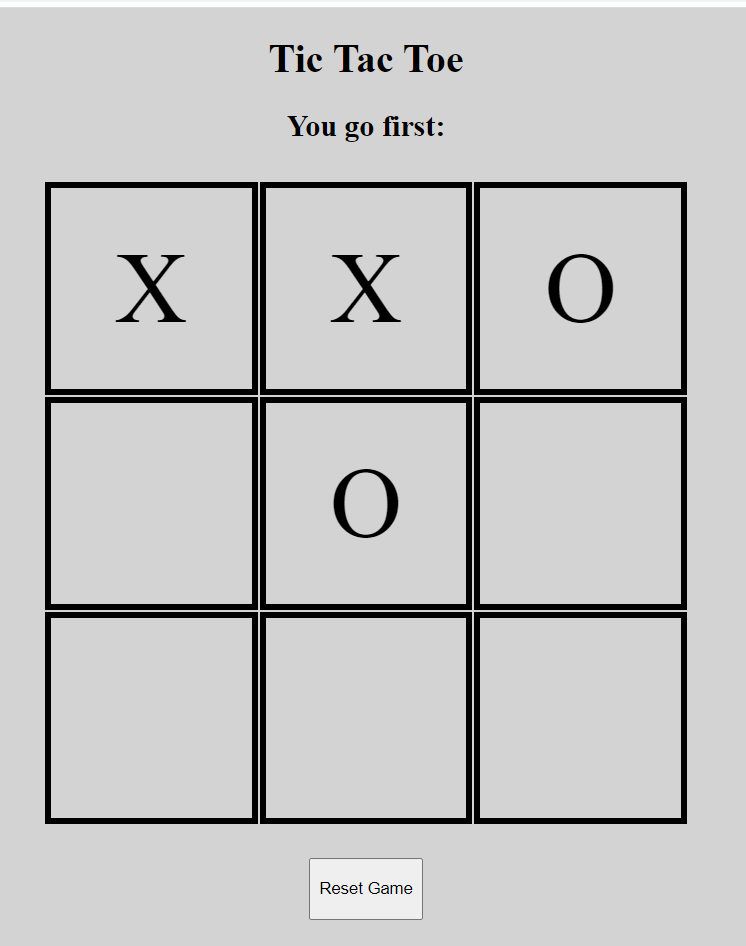 Tic Tac Toe
You go first:
X X O
O
Reset Game